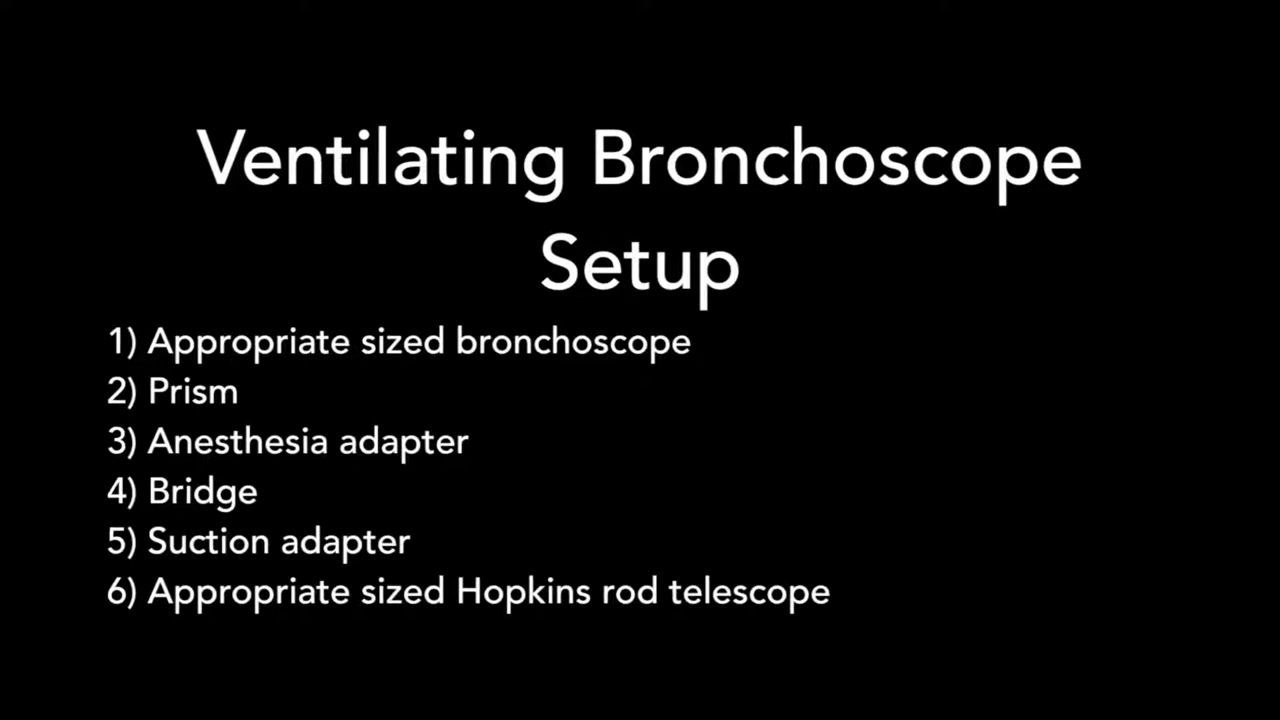 Ventilating Bronchoscope
Setup
1) Appropriate sized bronchoscope
2) Prism
3) Anesthesia adapter
4) Bridge
5) Suction adapter
6) Appropriate sized Hopkins rod telescope